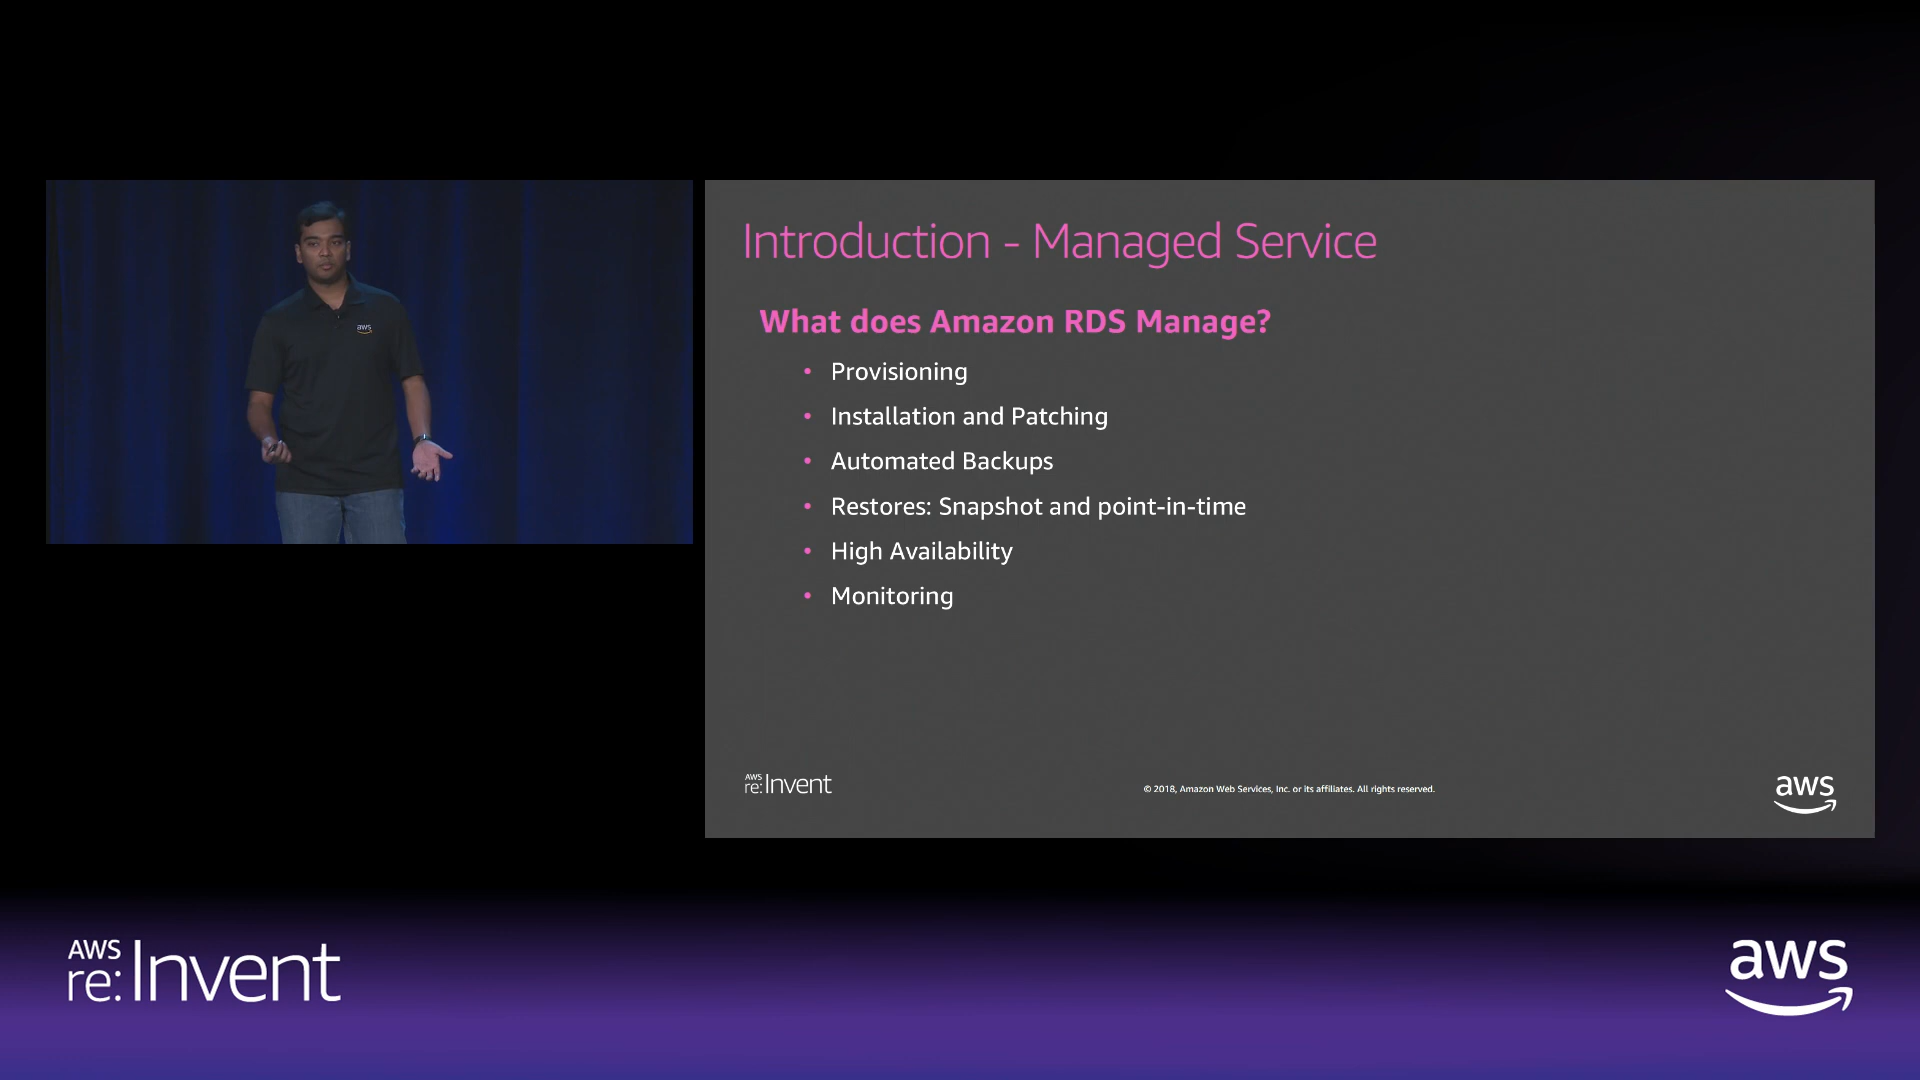 aws
Introduction - Managed Service
What does Amazon RDS Manage?
• Provisioning
• Installation and Patching
• Automated Backups
• Restores: Snapshot and point-in-time
• High Availability
• Monitoring
AWS
re:Invent
© 2018, Amazon Web Services, Inc. or its affiliates. All rights reserved.
aws
AWS
re:Invent
aws